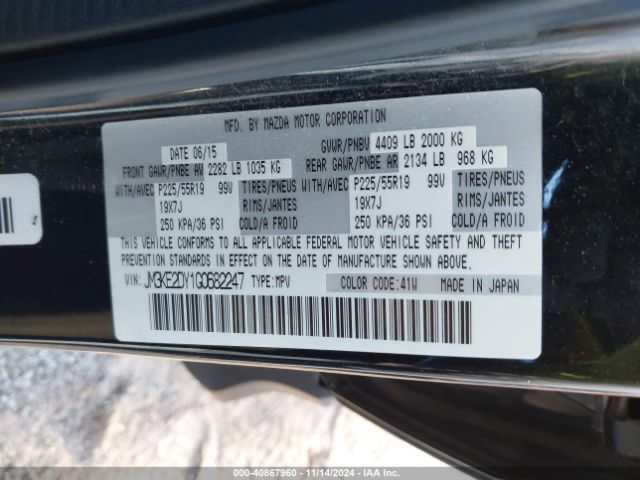 MFD. BY MAZDA MOTOR CORPORATION
DATE 06/15 GVWR/PNBV 4409 LB 2000 KG
FRONT GAWR/PNBE AV 2282 LB 1035 KG REAR GAWR/PNBE AR 2134 LB 968 KG
WITH/AVEC P225/55R19 99V TIRES/PNEUS WITH/AVEC P225/55R19 99V TIRES/PNEUS
19X7J RIMS/JANTES 19X7J RIMS/JANTES
250 KPA/36 PSI COLD/A FROID 250 KPA/36 PSI COLD/A FROID
THIS VEHICLE CONFORMS TO ALL APPLICABLE FEDERAL MOTOR VEHICLE SAFETY AND THEFT
PREVENTION STANDARDS IN EFFECT ON THE DATE OF MANUFACTURE SHOWN ABOVE.
VIN: JM3KE2DY1G0682247 TYPE:MPV COLOR CODE:41W MADE IN JAPAN
000-40867960 - 11/14/2024 - IAA Inc.